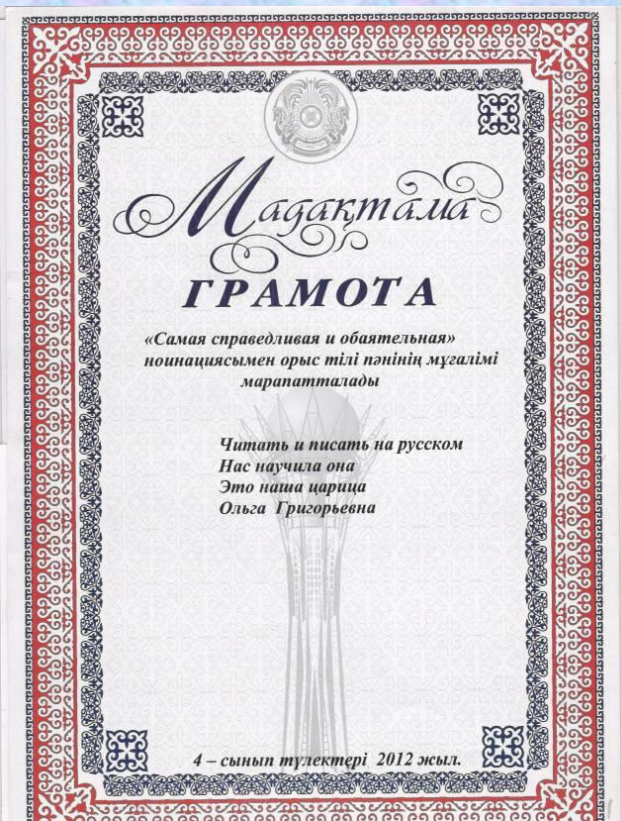 Мадақтама
ГРАМОТА
«Самая справедливая и обаятельная»
ноинациясымен орыс тілі пәнінің мұғалімі
марапатталады
Читать и писать на русском
Нас научила она
Это наша царица
Ольга Григорьевна
4 – сынып түлектері 2012 жыл.